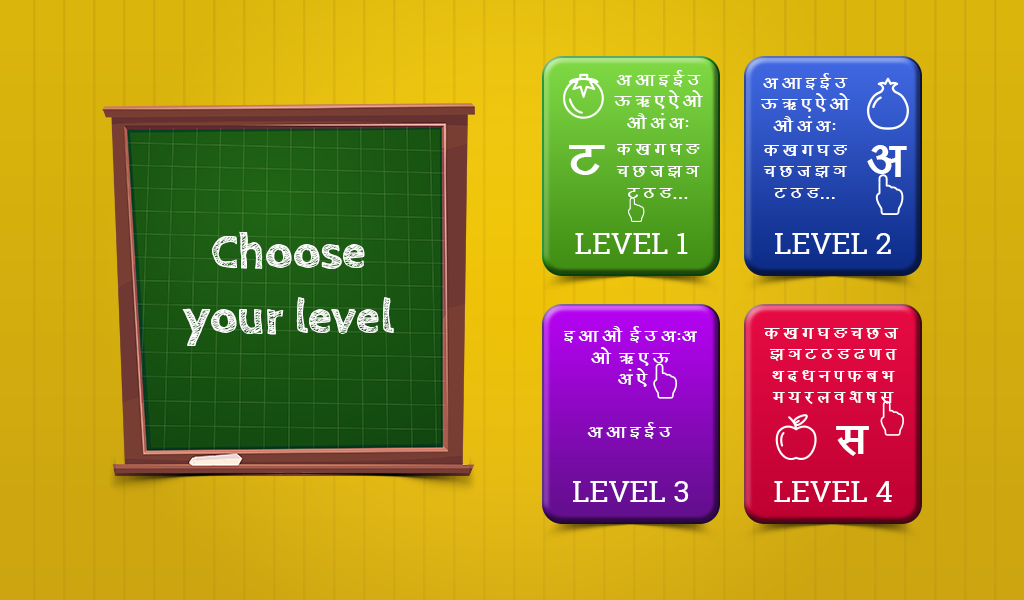 Choose
your level
अ आ इ ई उ
ऊ ऋ ए ऐ ओ
औ अं अः
ट
क ख ग घ ङ
च छ ज झ ञ
ट ठ ड...
LEVEL 1
अ आ इ ई उ
ऊ ऋ ए ऐ ओ
औ अं अः
अ
क ख ग घ ङ
च छ ज झ ञ
ट ठ ड...
LEVEL 2
इ आ औ ई उ अः अ
ओ ऋ ए ऊ
अं ऐ
अ आ इ ई उ
LEVEL 3
क ख ग घ ङ च छ ज
झ ञ ट ठ ड ढ ण त
थ द ध न प फ ब भ
म य र ल व श ष स
स
LEVEL 4